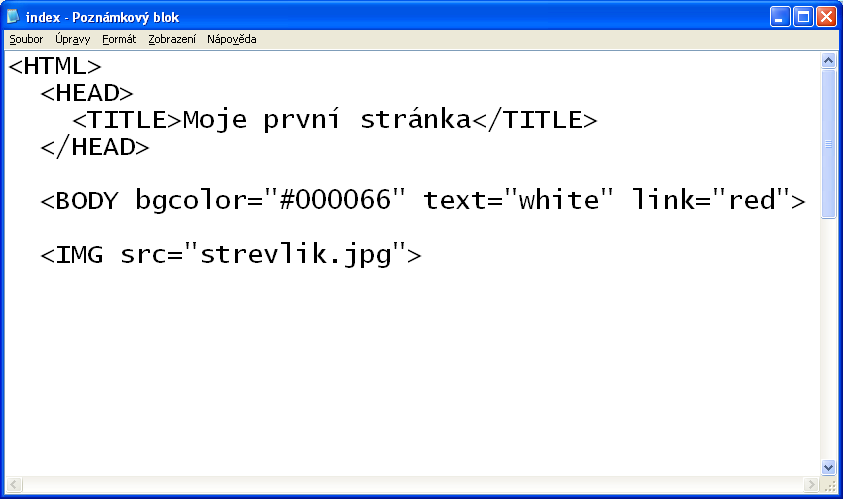 index - Poznámkový blok
Soubor Úpravy Formát Zobrazení Nápověda
<HTML>
<HEAD>
<TITLE>Moje první stránka</TITLE>
</HEAD>
<BODY bgcolor="#000066" text="white" link="red">
<IMG src="strevlik.jpg">